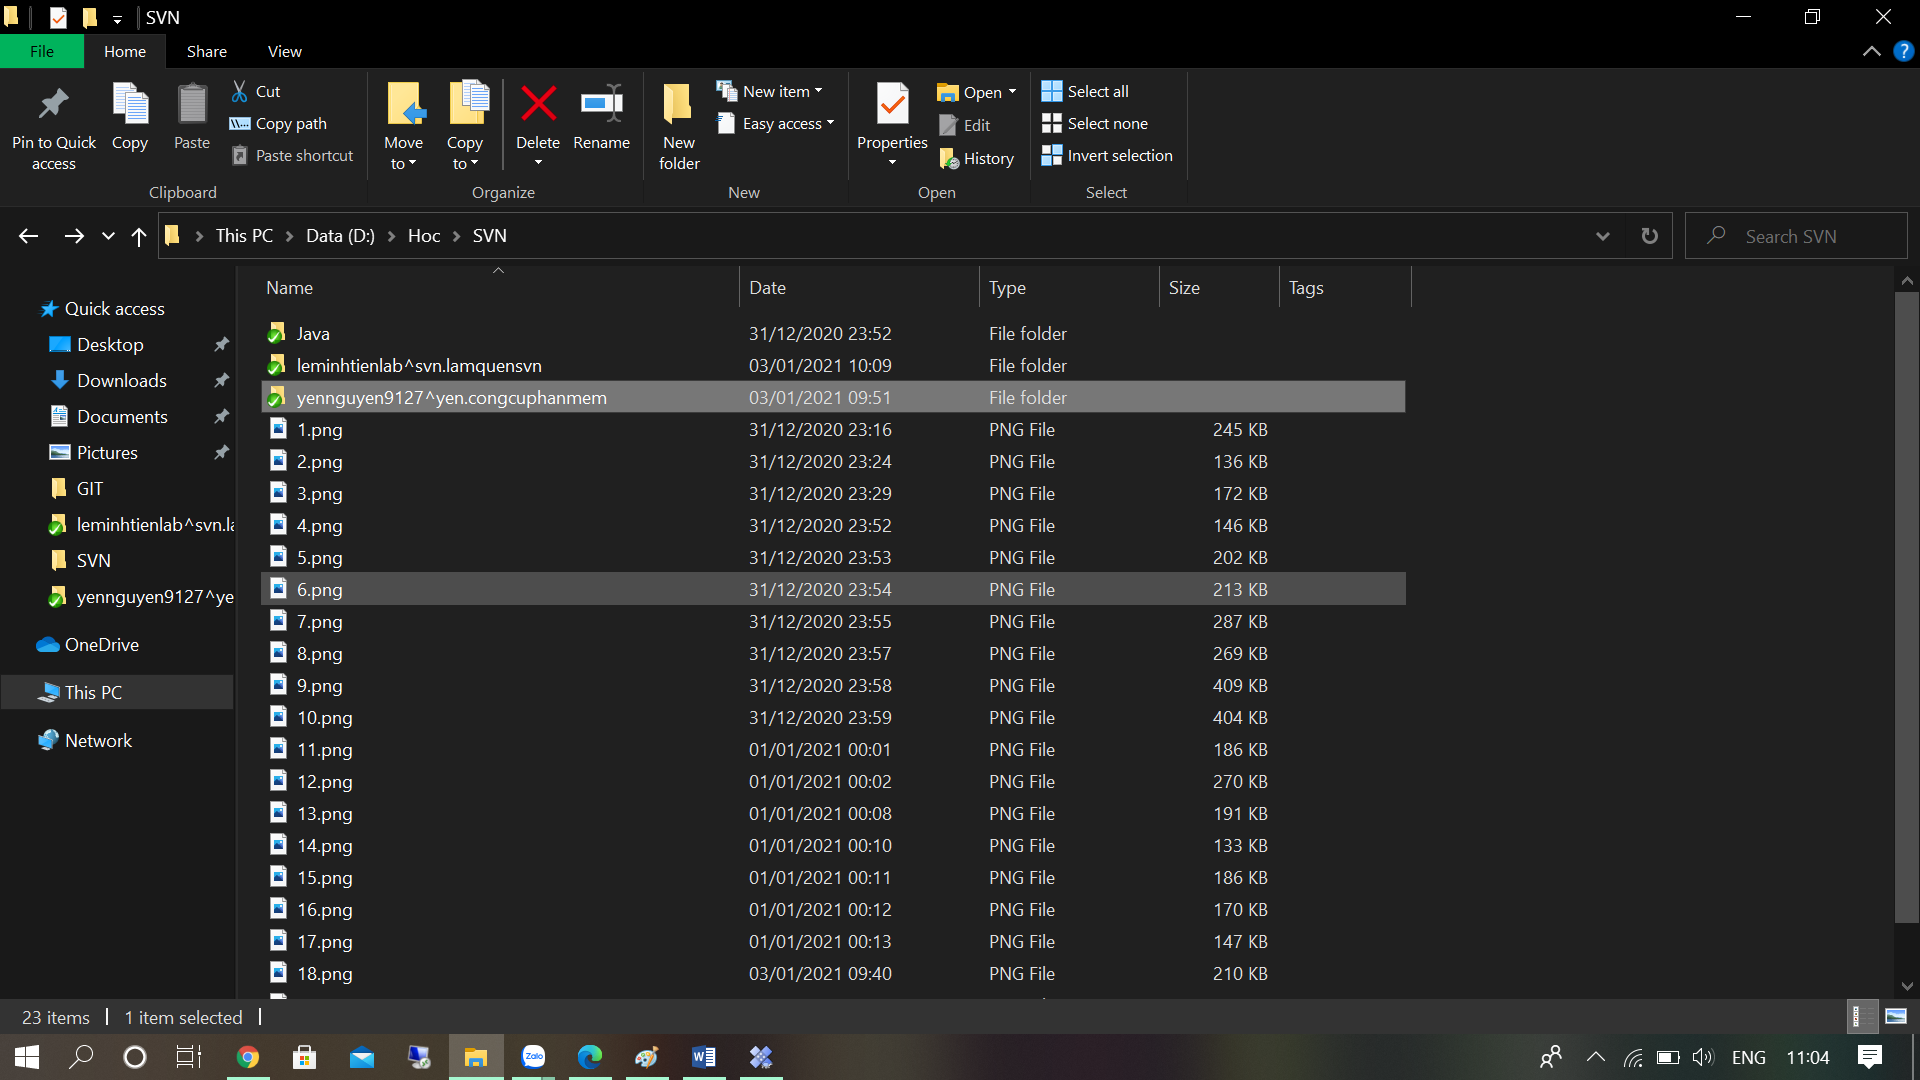 SVN
File Home Share View
Pin to Quick access
Copy
Paste
Cut
Copy path
Paste shortcut
Move to
Copy to
Delete
Rename
New folder
New item
Easy access
Properties
Open
Edit
History
Select all
Select none
Invert selection
Clipboard Organize New Open Select
This PC Data (D:) Hoc SVN
Search SVN
Quick access
Desktop
Downloads
Documents
Pictures
GIT
leminhtienlab^svn.la
SVN
yennguyen9127^ye
OneDrive
This PC
Network
Name Date Type Size Tags
Java 31/12/2020 23:52 File folder
leminhtienlab^svn.lamquensvn 03/01/2021 10:09 File folder
yennguyen9127^yen.congcuphanmem 03/01/2021 09:51 File folder
1.png 31/12/2020 23:16 PNG File 245 KB
2.png 31/12/2020 23:24 PNG File 136 KB
3.png 31/12/2020 23:29 PNG File 172 KB
4.png 31/12/2020 23:52 PNG File 146 KB
5.png 31/12/2020 23:53 PNG File 202 KB
6.png 31/12/2020 23:54 PNG File 213 KB
7.png 31/12/2020 23:55 PNG File 287 KB
8.png 31/12/2020 23:57 PNG File 269 KB
9.png 31/12/2020 23:58 PNG File 409 KB
10.png 31/12/2020 23:59 PNG File 404 KB
11.png 01/01/2021 00:01 PNG File 186 KB
12.png 01/01/2021 00:02 PNG File 270 KB
13.png 01/01/2021 00:08 PNG File 191 KB
14.png 01/01/2021 00:10 PNG File 133 KB
15.png 01/01/2021 00:11 PNG File 186 KB
16.png 01/01/2021 00:12 PNG File 170 KB
17.png 01/01/2021 00:13 PNG File 147 KB
18.png 03/01/2021 09:40 PNG File 210 KB
23 items 1 item selected
Zalo
ENG 11:04